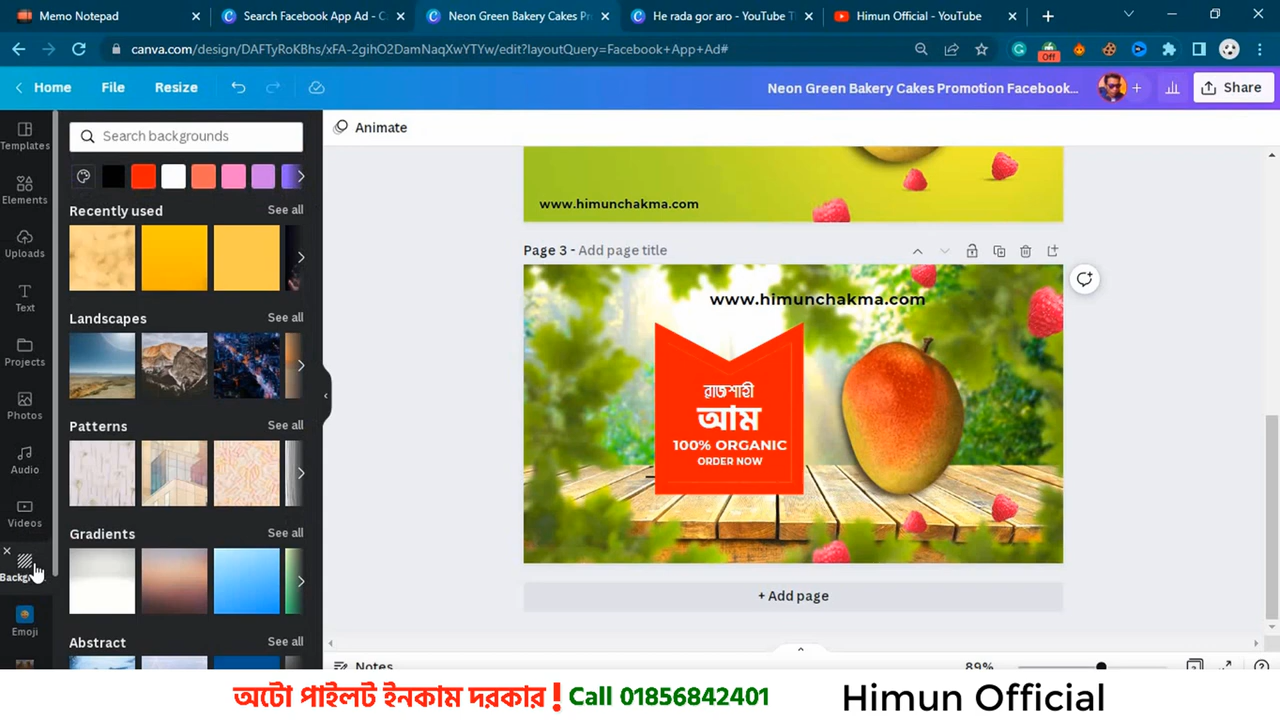 Memo Notepad
Search Facebook App Ad - C
Neon Green Bakery Cakes Pr
He rada gor aro - YouTube T
Himun Official - YouTube
canva.com/design/DAFTyRoKBhs/xFA-2gihO2DamNaqXwYTYw/edit?layoutQuery=Facebook+App+Ad#
Off
Home
File
Resize
Neon Green Bakery Cakes Promotion Facebook...
Share
Templates
Elements
Uploads
Text
Projects
Photos
Audio
Videos
Backgr
Emoji
Search backgrounds
Recently used
See all
Landscapes
See all
Patterns
See all
Gradients
See all
Abstract
See all
Animate
www.himunchakma.com
Page 3 - Add page title
www.himunchakma.com
রাজশাহী
আম
100% ORGANIC
ORDER NOW
+ Add page
Notes
89%
অটো পাইলট ইনকাম দরকার ! Call 01856842401
Himun Official